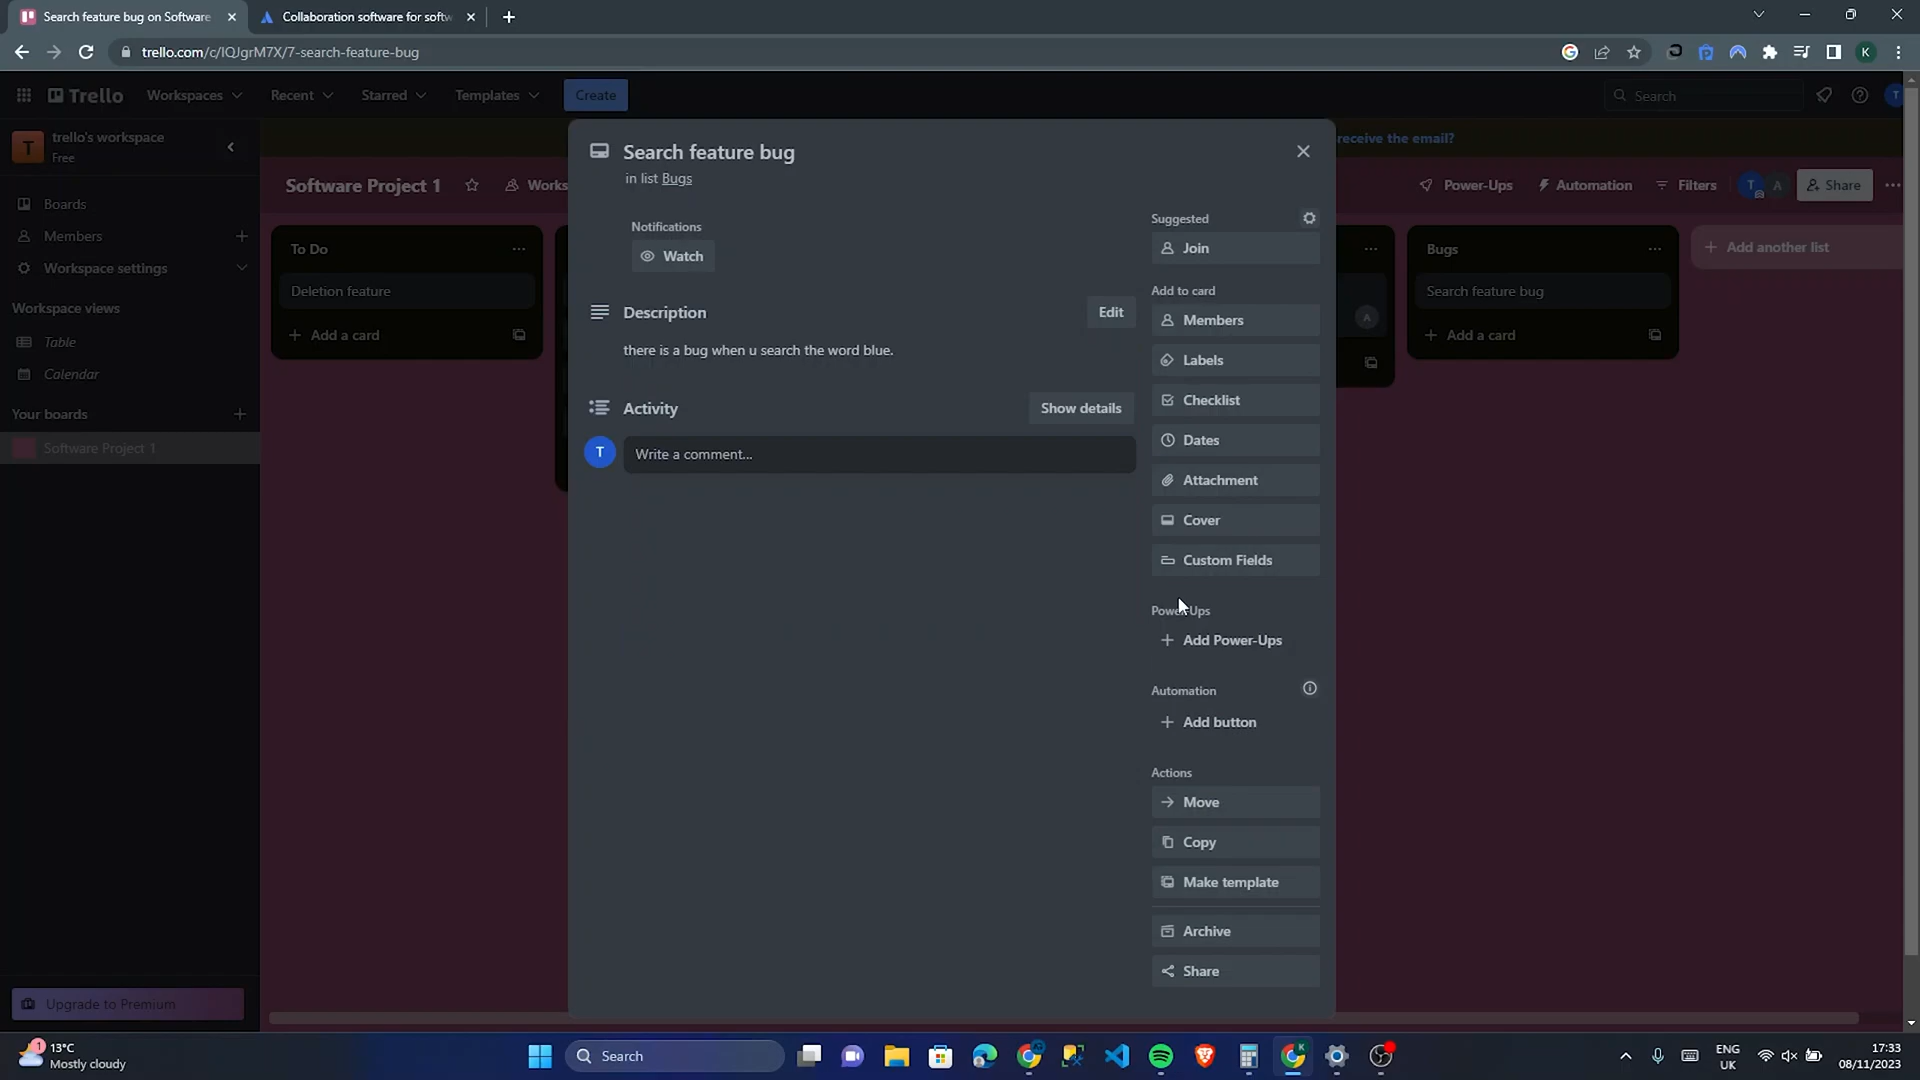 Search feature bug on Software
Collaboration software for softw
trello.com/c/IQJgrM7X/7-search-feature-bug
K
Trello
Workspaces
Recent
Starred
Templates
Create
Search
T
T
trello's workspace
Free
receive the email?
Software Project 1
Works
Power-Ups
Automation
Filters
T
A
Share
Boards
Members
Workspace settings
Workspace views
Table
Calendar
Your boards
Software Project 1
Upgrade to Premium
To Do
Deletion feature
Add a card
Search feature bug
in list Bugs
Notifications
Watch
Description
Edit
there is a bug when u search the word blue.
Activity
Show details
T
Write a comment...
Suggested
Join
Add to card
Members
Labels
Checklist
Dates
Attachment
Cover
Custom Fields
Power-Ups
Add Power-Ups
Automation
Add button
Actions
Move
Copy
Make template
Archive
Share
A
Bugs
Search feature bug
Add a card
Add another list
1
13°C
Mostly cloudy
Search
K
ENG
UK
17:33
08/11/2023